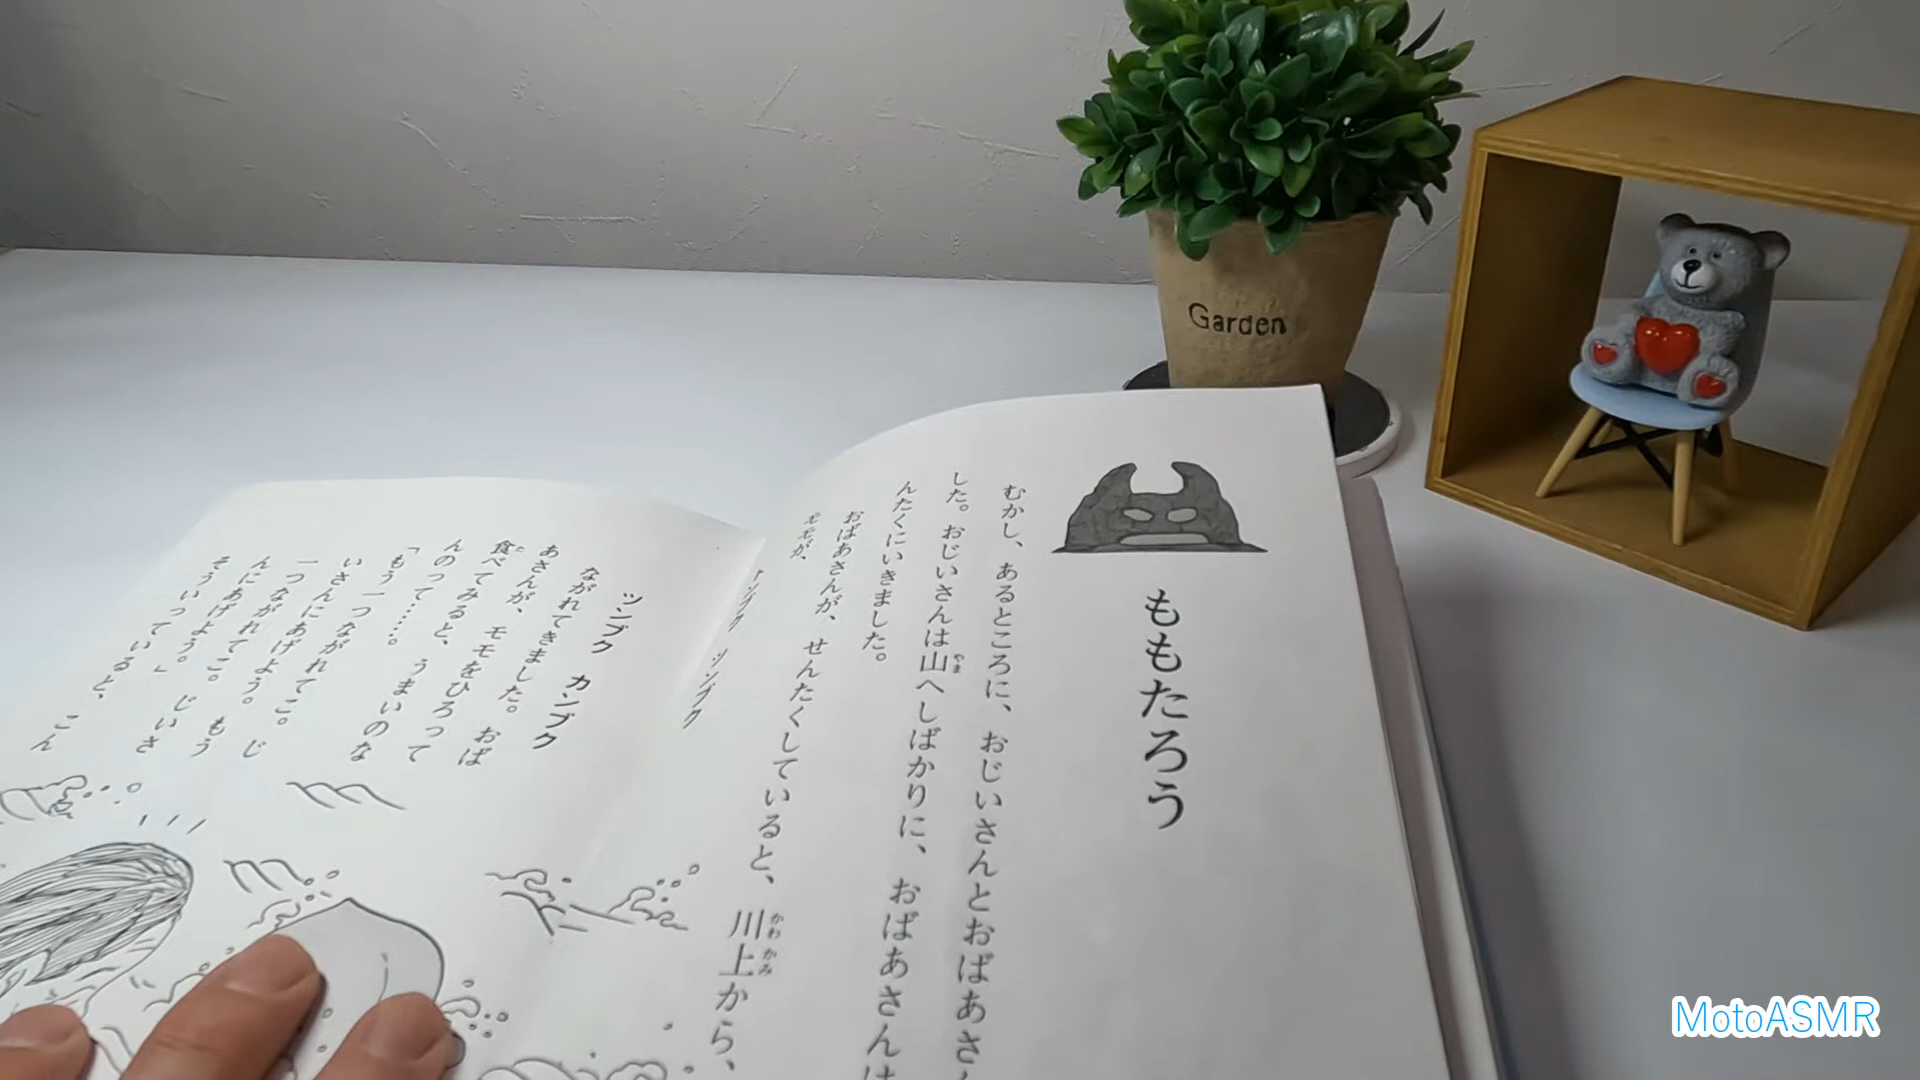 ももたろう
むかし、あるところに、おじいさんとおばあさ
した。おじいさんは山へしばかりに、おばあさんは
んたくにいきました。
おばあさんが、せんたくしていると、川上から、
モモが、
ツンブク カンブク
ながれてきました。おば
あさんが、モモをひろって
食べてみると、うまいのな
んのって……。
「もう一つながれてこ。じ
いさんにあげよう。もう
一つながれてこ。じいさ
んにあげよう。」
そういっていると、こん
Garden
MotoASMR